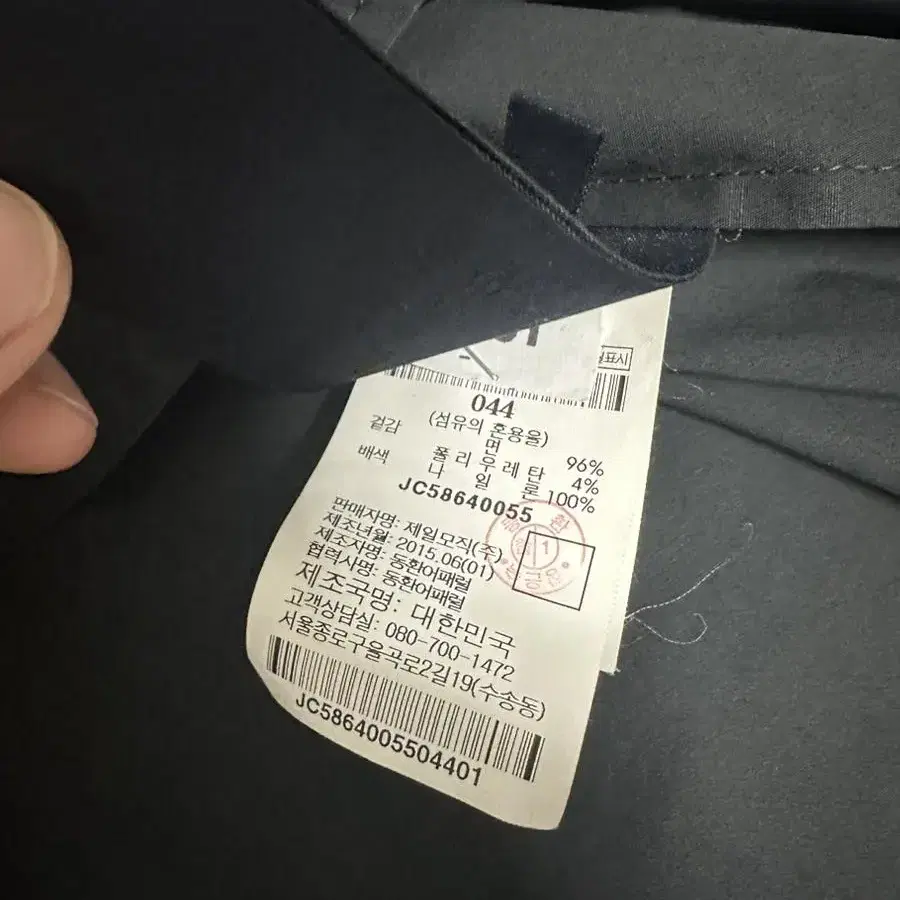 표시
044
(섬유의 혼용율)
겉감 면 96%
폴리우레탄 4%
배색 나일론 100%
JC58640055
판매자명: 제일모직(주)
제조년월: 2015.06(01)
제조자명: 동환어패럴
협력사명: 동환어패럴
제조국명: 대한민국
고객상담실: 080-700-1472
서울종로구율곡로2길19(수송동)
JC5864005504401